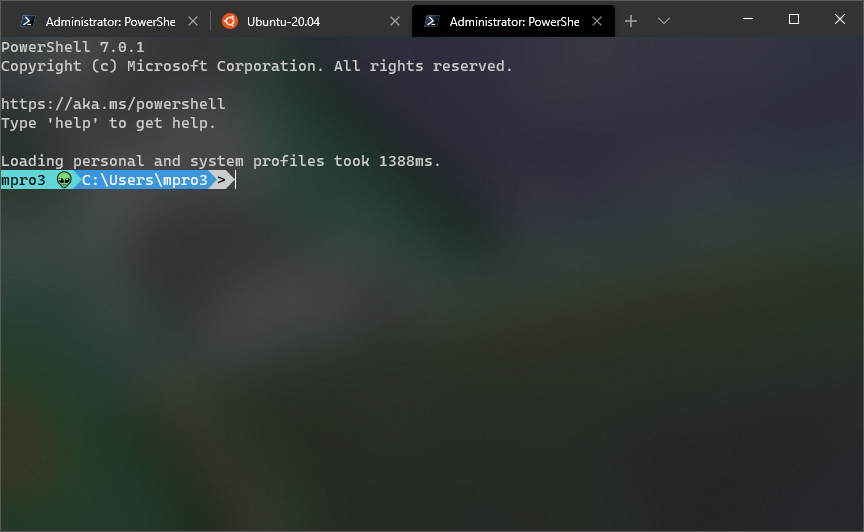 Administrator: PowerShe
Ubuntu-20.04
Administrator: PowerShe
PowerShell 7.0.1
Copyright (c) Microsoft Corporation. All rights reserved.
https://aka.ms/powershell
Type 'help' to get help.
Loading personal and system profiles took 1388ms.
mpro3 👽 C:\Users\mpro3 >